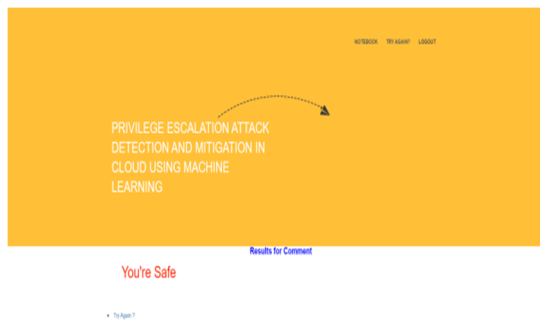 NOTEBOOK TRY AGAIN? LOGOUT
PRIVILEGE ESCALATION ATTACK
DETECTION AND MITIGATION IN
CLOUD USING MACHINE
LEARNING
Results for Comment
You're Safe
Try Again ?